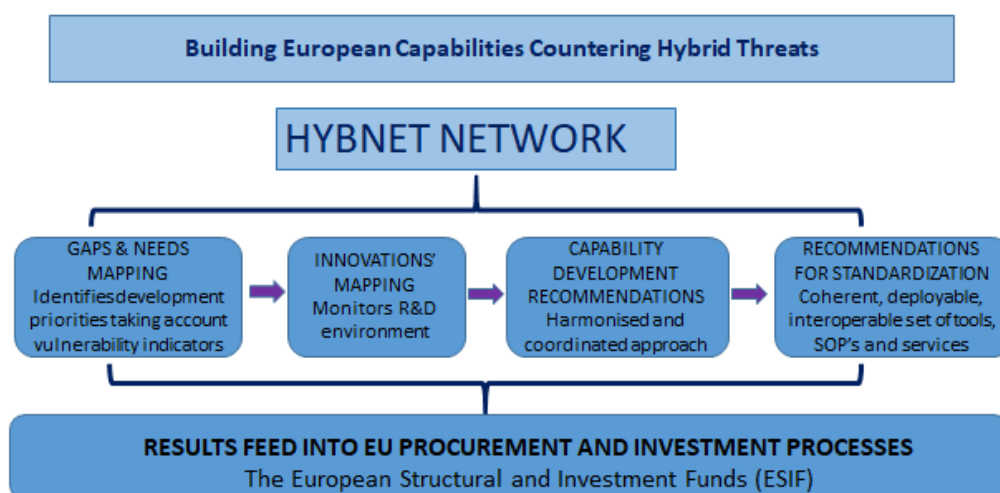 Building European Capabilities Countering Hybrid Threats
HYBNET NETWORK
GAPS & NEEDS
MAPPING
Identifies development
priorities taking account
vulnerability indicators
INNOVATIONS'
MAPPING
Monitors R&D
environment
CAPABILITY
DEVELOPMENT
RECOMMENDATIONS
Harmonised and
coordinated approach
RECOMMENDATIONS
FOR STANDARDIZATION
Coherent, deployable,
interoperable set of tools,
SOP's and services
RESULTS FEED INTO EU PROCUREMENT AND INVESTMENT PROCESSES
The European Structural and Investment Funds (ESIF)